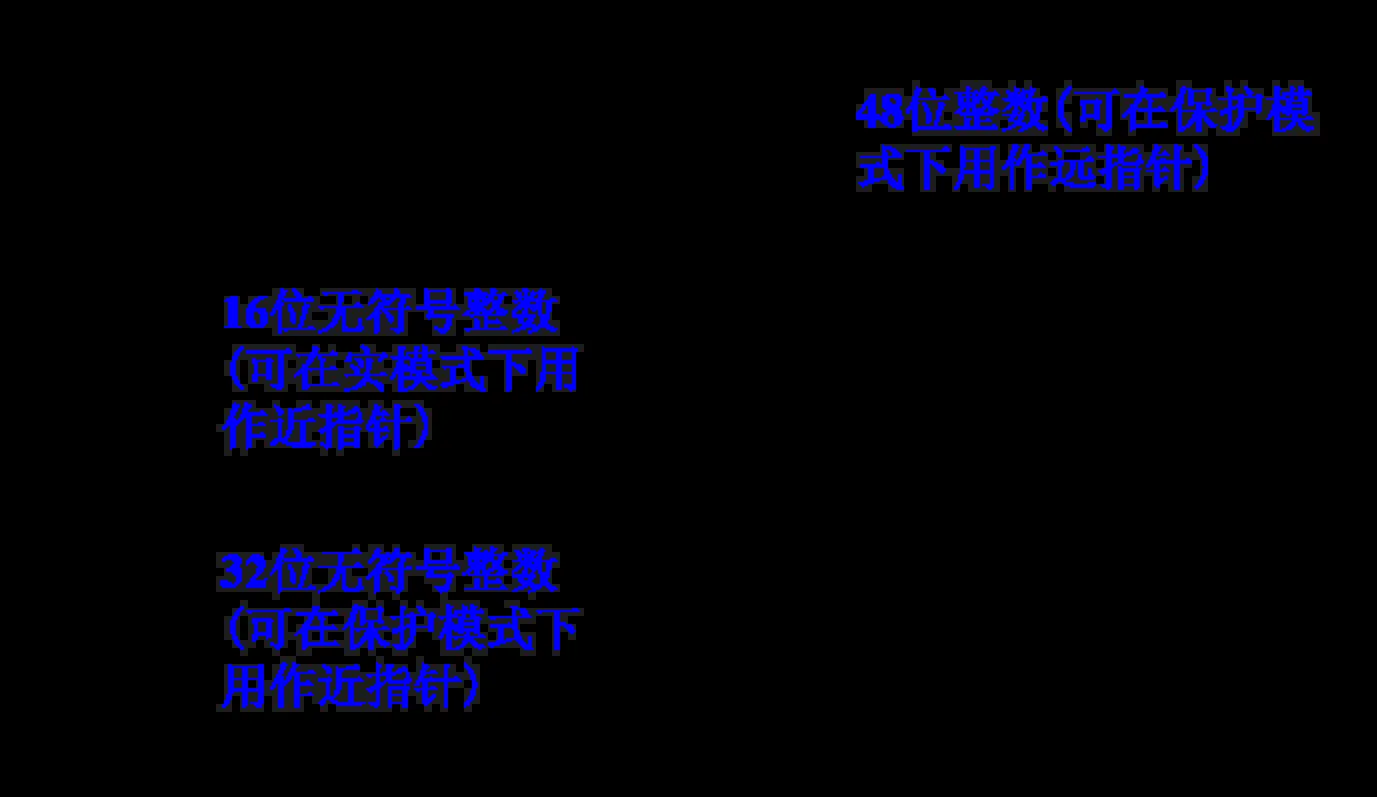 48位整数(可在保护模
式下用作远指针)
16位无符号整数
(可在实模式下用
作近指针)
32位无符号整数
(可在保护模式下
用作近指针)